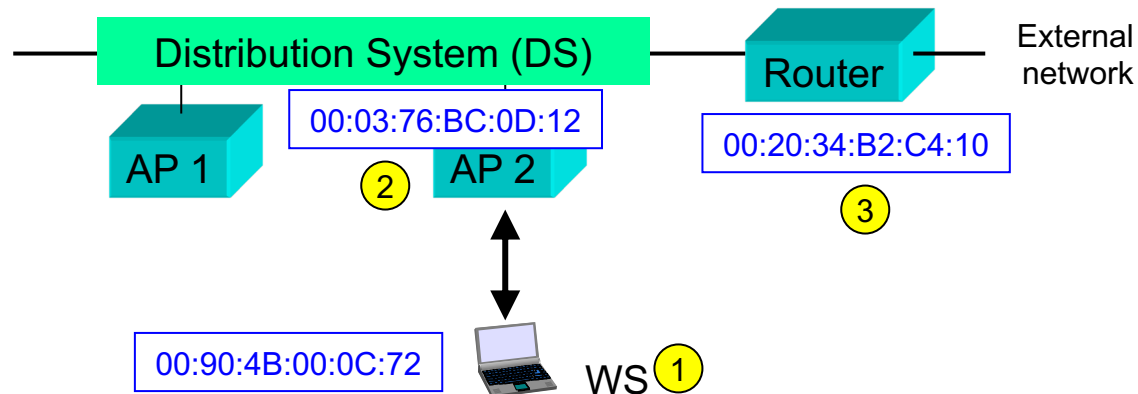 Distribution System (DS)
External
network
Router
00:03:76:BC:0D:12
00:20:34:B2:C4:10
AP 1
2
AP 2
3
00:90:4B:00:0C:72
WS
1